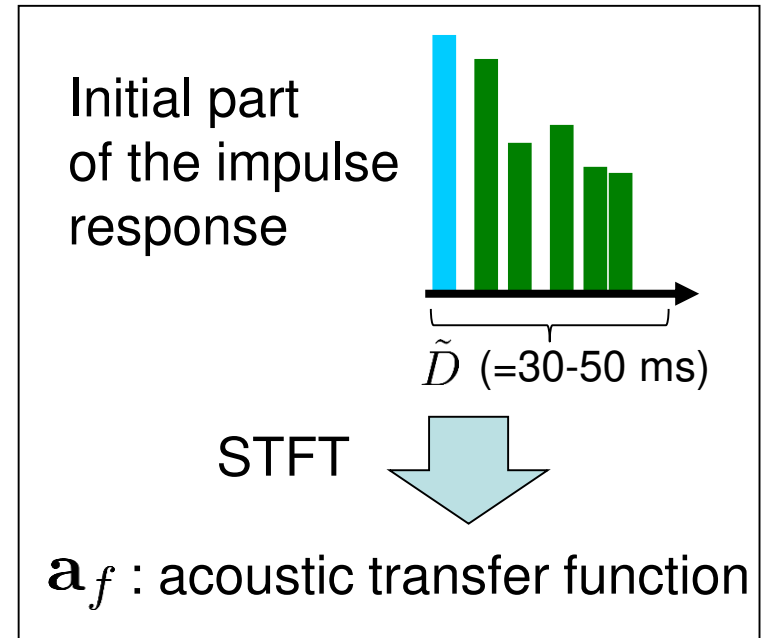 Initial part
of the impulse
response
D̃ (=30-50 ms)
STFT
a_f : acoustic transfer function